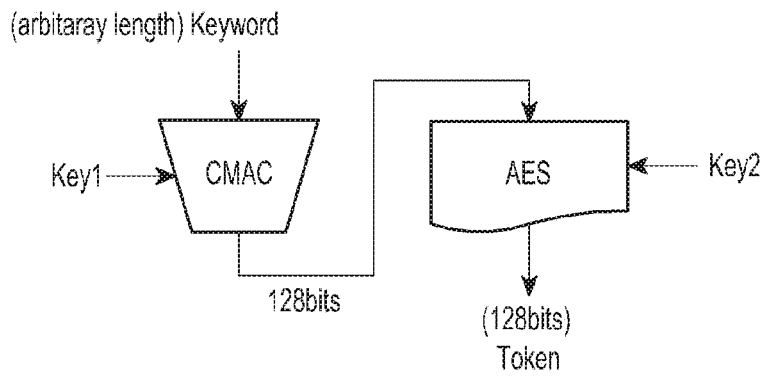 (arbitaray length) Keyword
Key1
CMAC
AES
Key2
128bits
(128bits)
Token